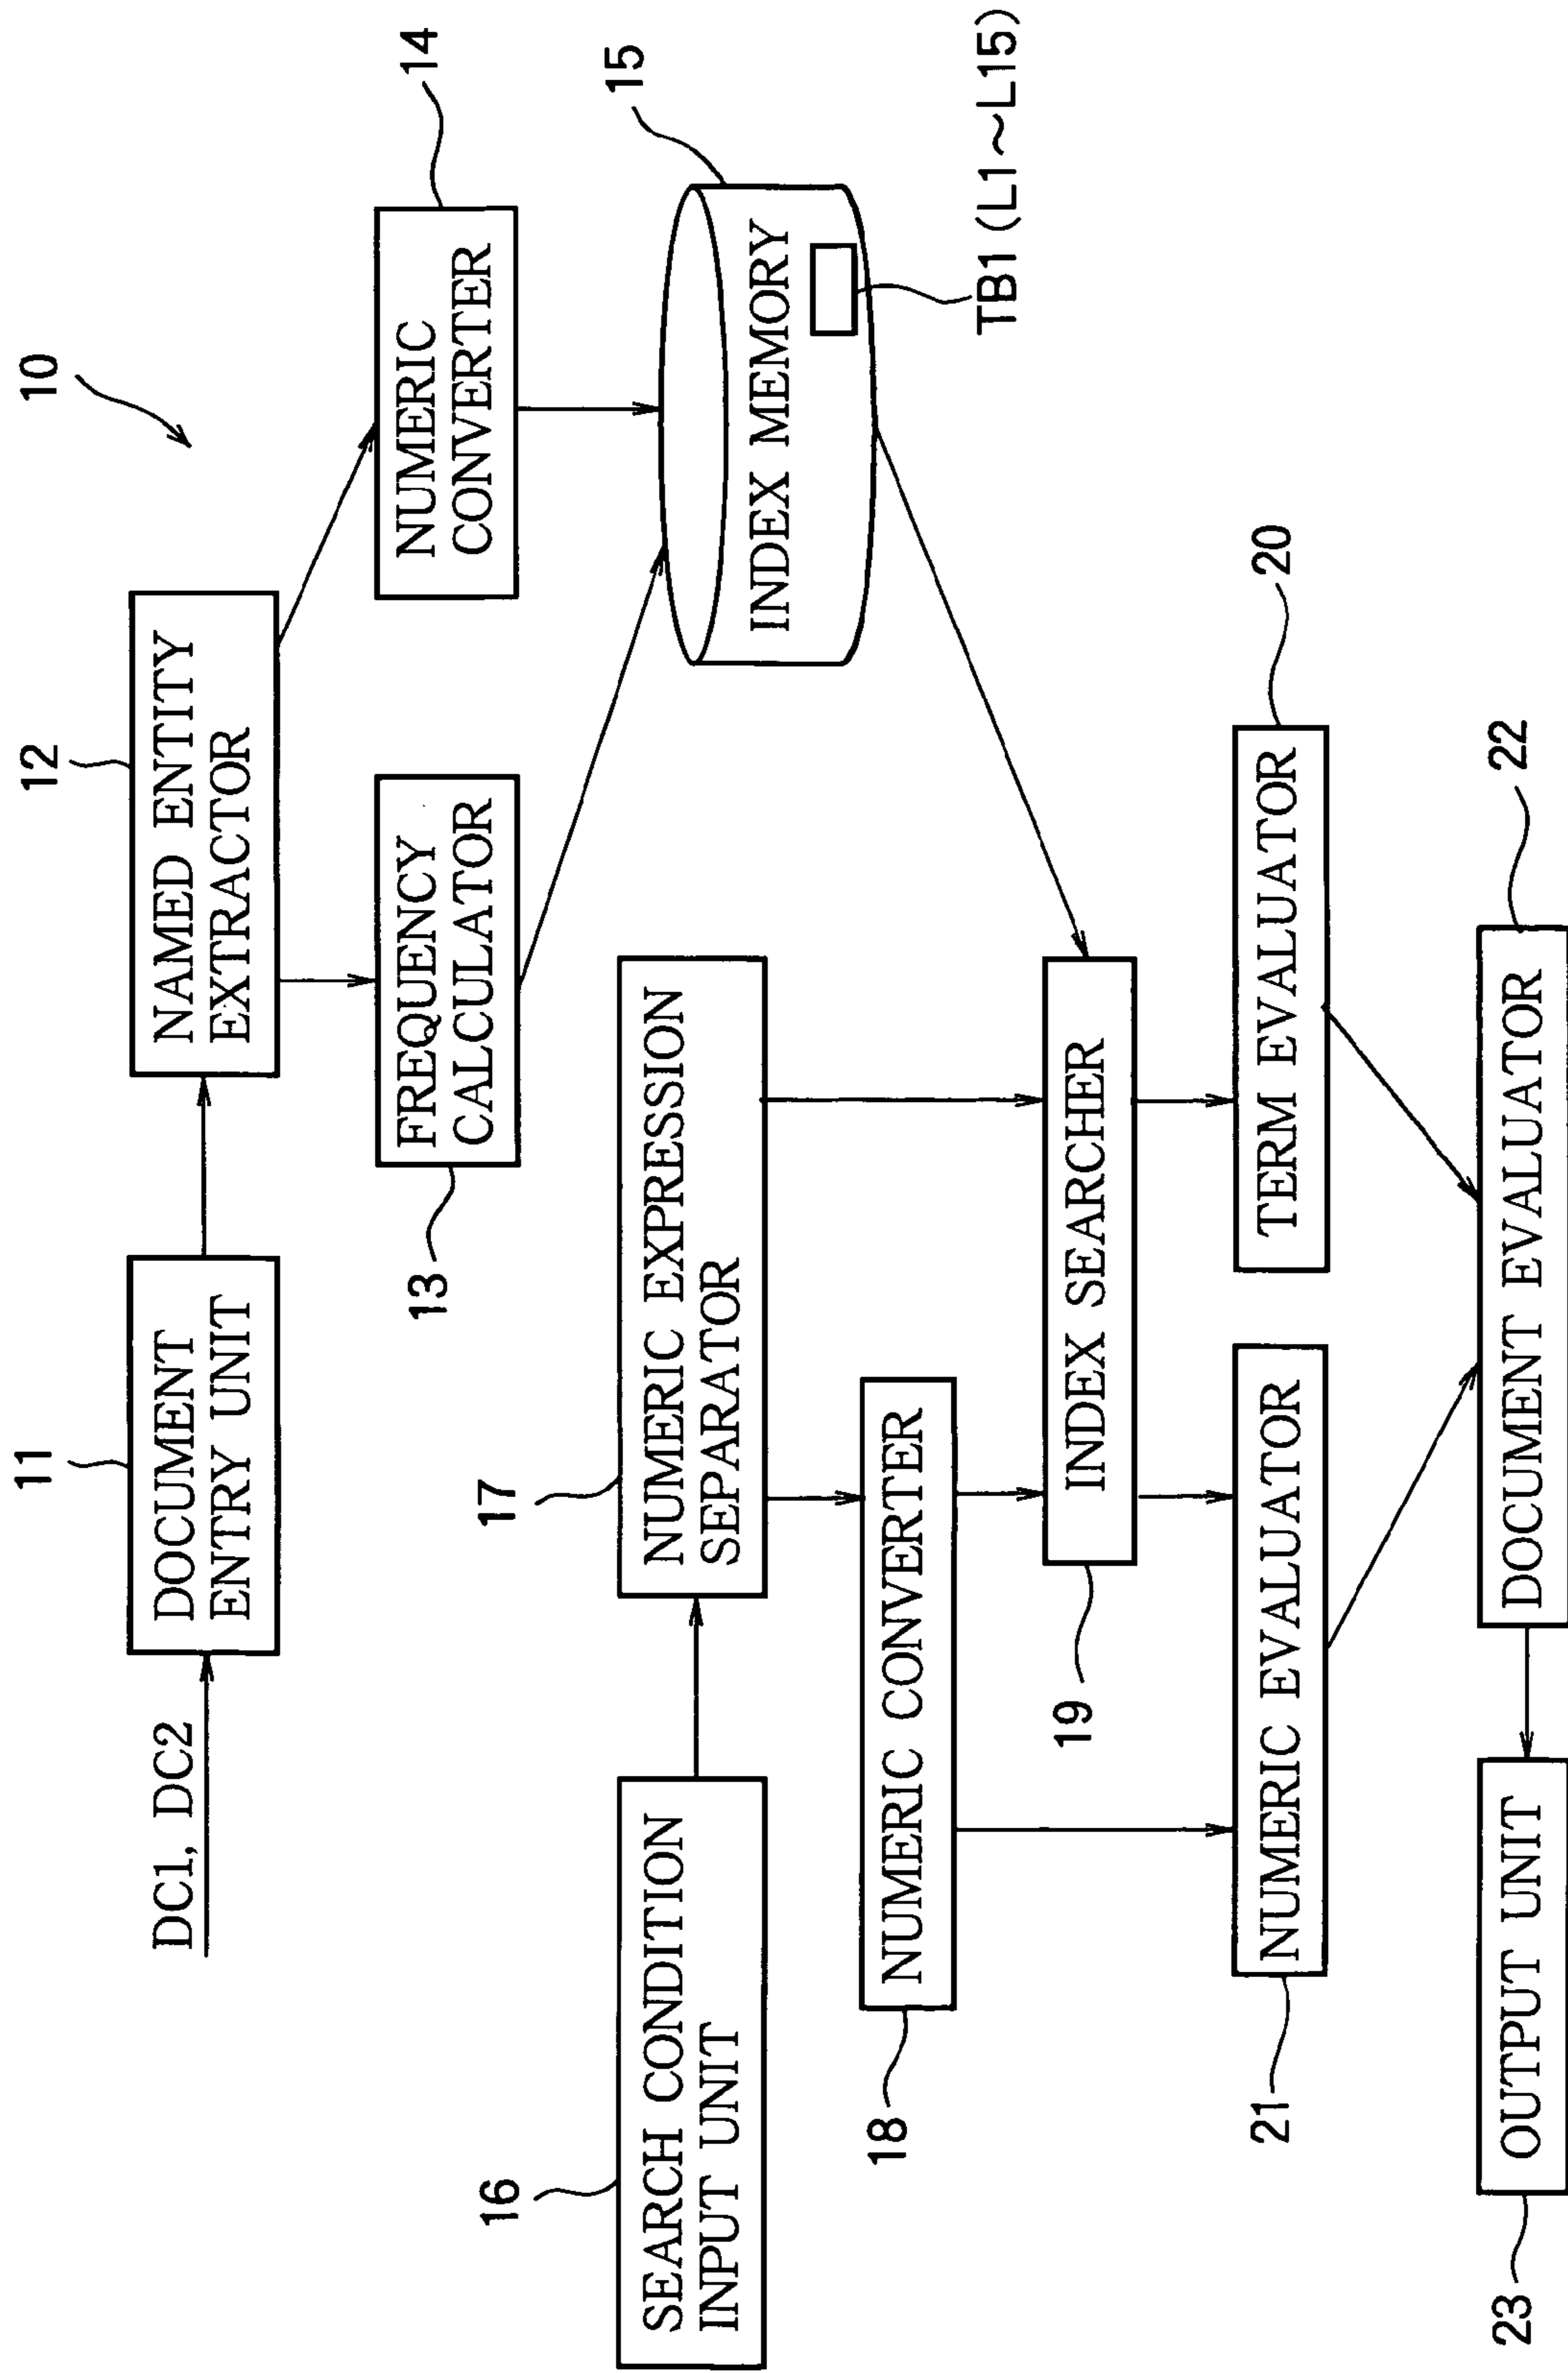 10
11
DOCUMENT
ENTRY UNIT
DC1, DC2
12
NAMED ENTITY
EXTRACTOR
13
FREQUENCY
CALCULATOR
14
NUMERIC
CONVERTER
15
INDEX MEMORY
TB1 (L1～L15)
16
SEARCH CONDITION
INPUT UNIT
17
NUMERIC EXPRESSION
SEPARATOR
18
NUMERIC CONVERTER
19
INDEX SEARCHER
20
TERM EVALUATOR
21
NUMERIC EVALUATOR
22
DOCUMENT EVALUATOR
23
OUTPUT UNIT